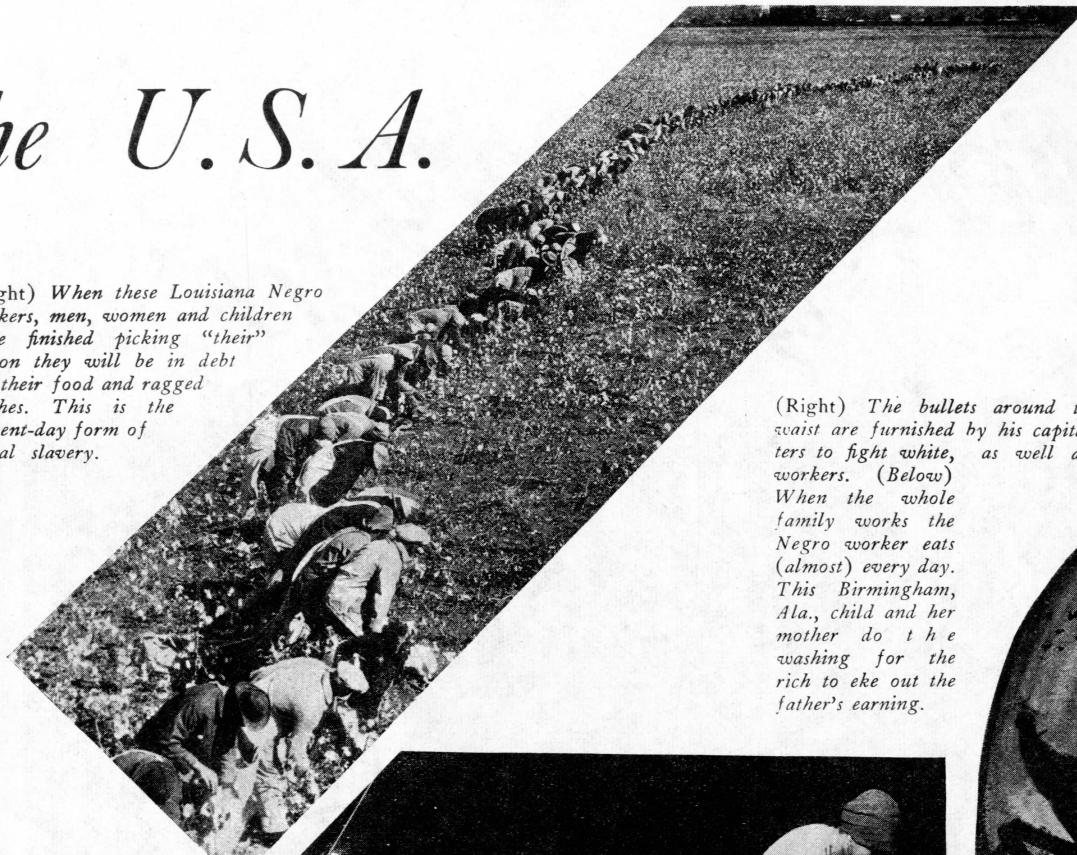 he U. S. A.
ght) When these Louisiana Negro
kers, men, women and children
e finished picking "their"
on they will be in debt
their food and ragged
hes. This is the
ent-day form of
al slavery.
(Right) The bullets around t
waist are furnished by his capit
ters to fight white, as well a
workers. (Below)
When the whole
family works the
Negro worker eats
(almost) every day.
This Birmingham,
Ala., child and her
mother do the
washing for the
rich to eke out the
father's earning.